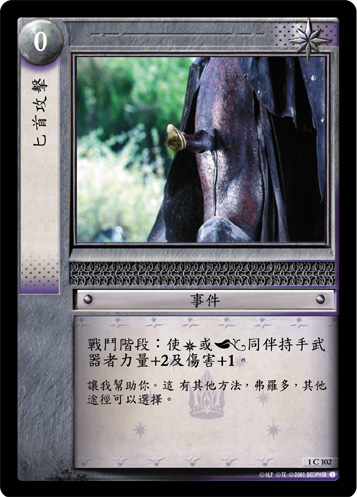 0
匕首攻擊
事件
戰鬥階段：使或同伴持手武
器者力量+2及傷害+1。
讓我幫助你。這 有其他方法，弗羅多，其他
途徑可以選擇。
1 C 102
©NLP ™TE ©2001 DECIPHER